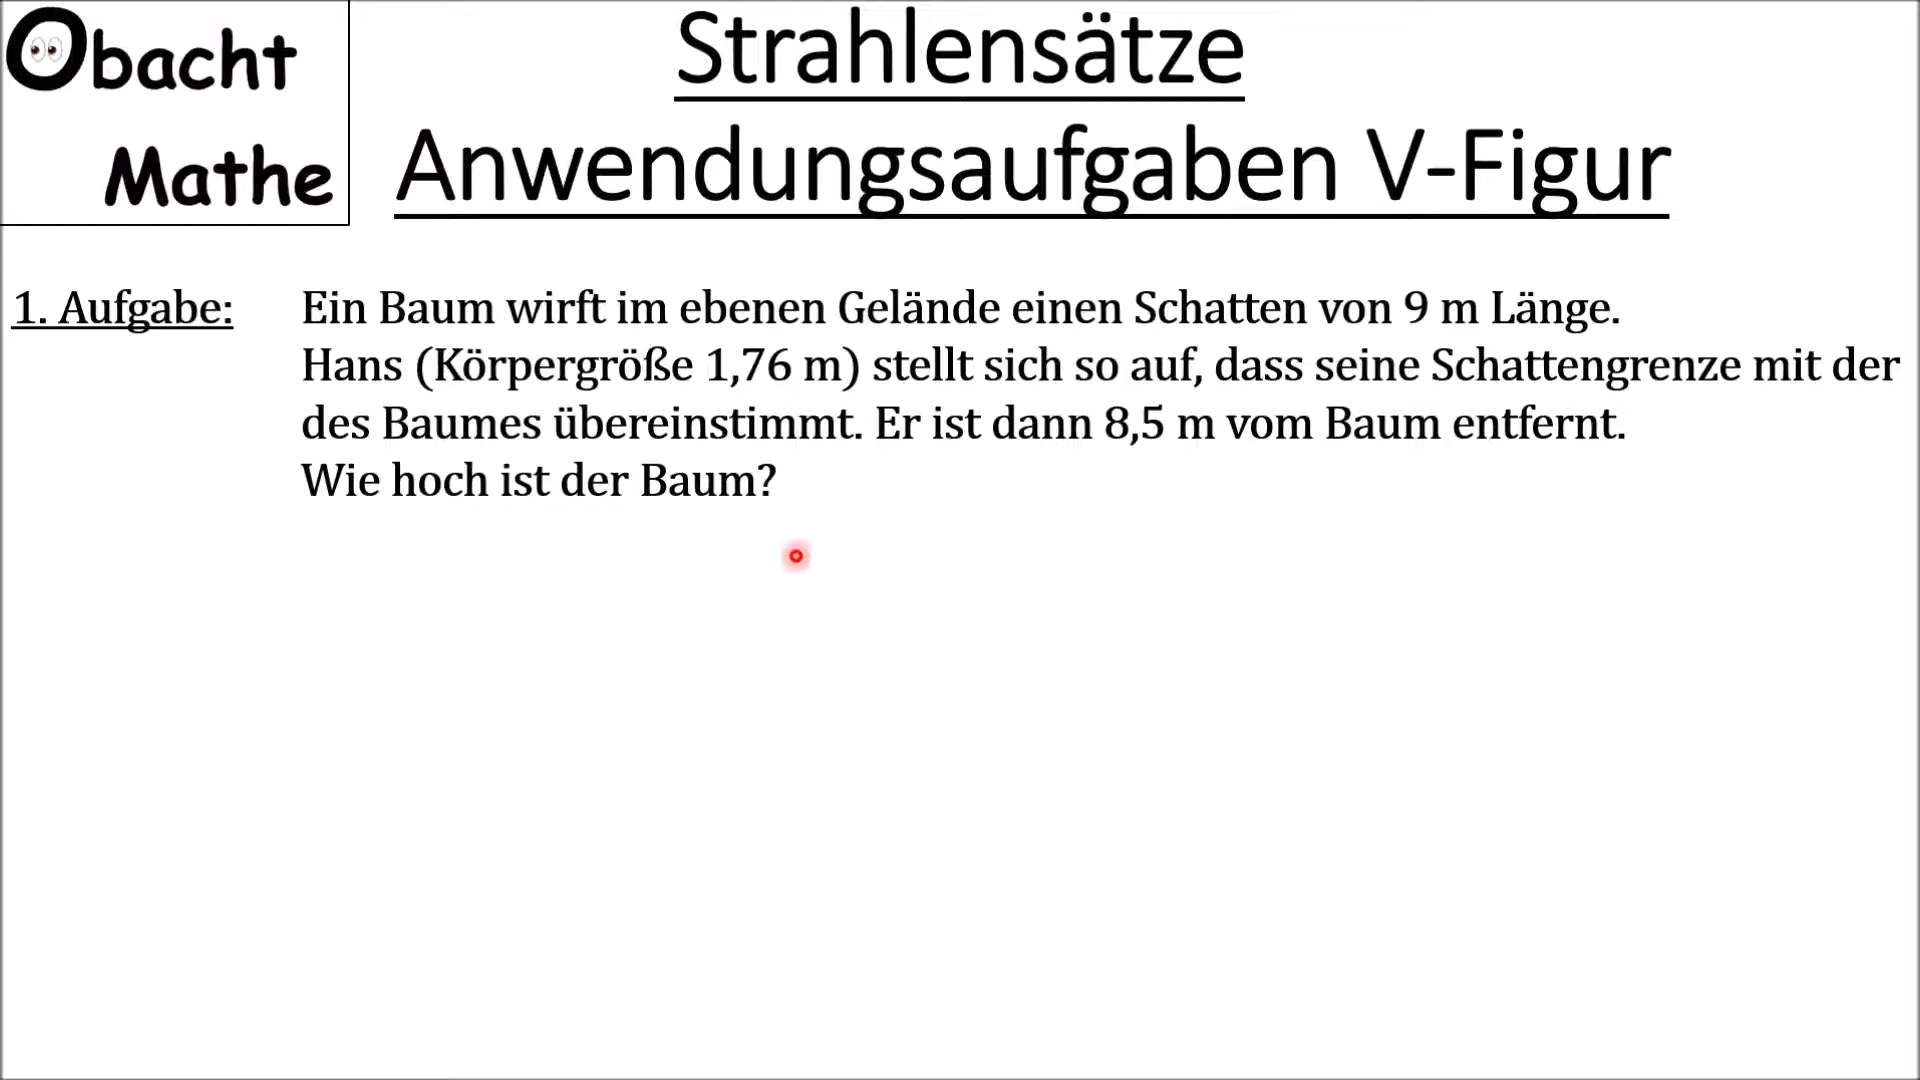 Obacht
Mathe
Strahlensätze
Anwendungsaufgaben V-Figur
1. Aufgabe: Ein Baum wirft im ebenen Gelände einen Schatten von 9 m Länge.
Hans (Körpergröße 1,76 m) stellt sich so auf, dass seine Schattengrenze mit der
des Baumes übereinstimmt. Er ist dann 8,5 m vom Baum entfernt.
Wie hoch ist der Baum?